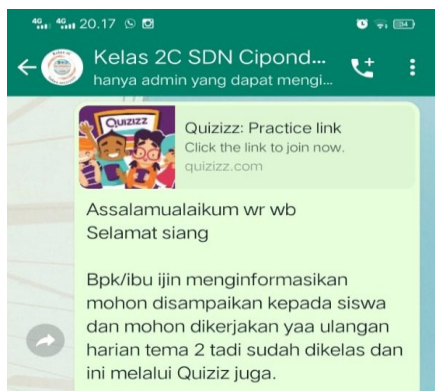 4G 4G 20.17
Kelas 2C SDN Cipond...
hanya admin yang dapat mengi...
QUIZIZZ
Quizizz: Practice link
Click the link to join now.
quizizz.com
Assalamualaikum wr wb
Selamat siang
Bpk/ibu ijin menginformasikan
mohon disampaikan kepada siswa
dan mohon dikerjakan yaa ulangan
harian tema 2 tadi sudah dikelas dan
ini melalui Quiziz juga.